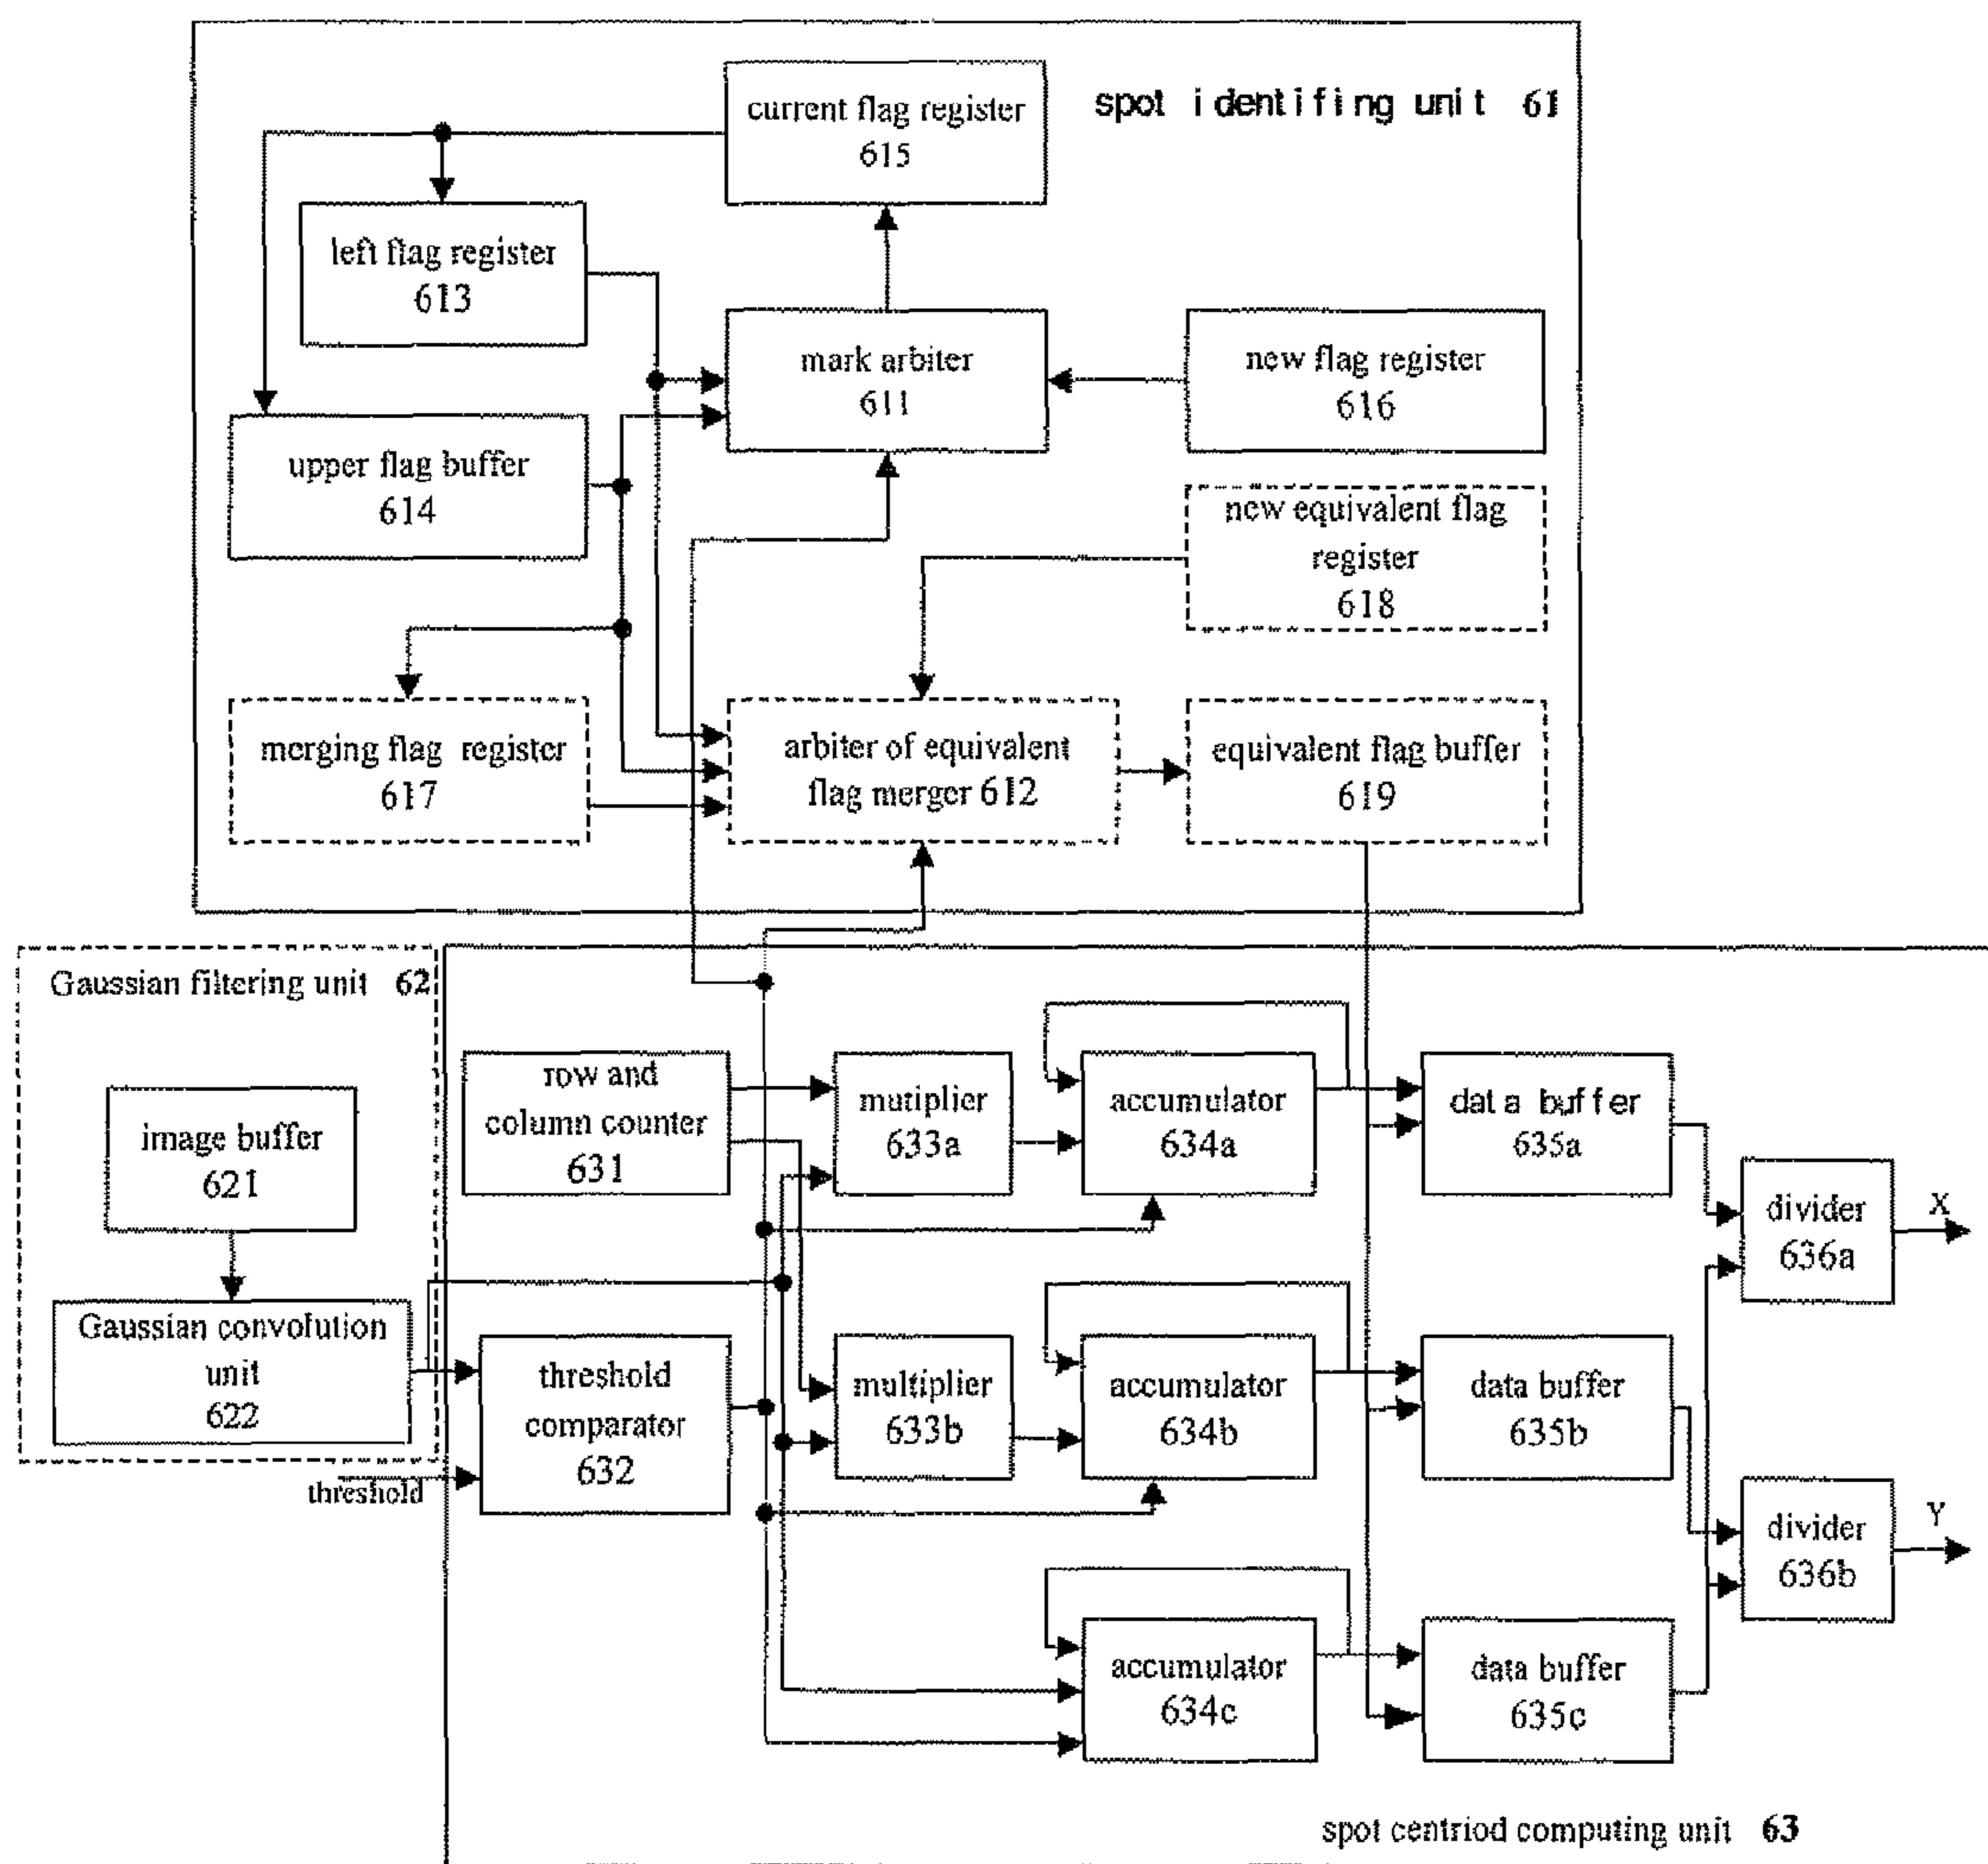 current flag register
615
spot identifing unit 61
left flag register
613
mark arbiter
611
new flag register
616
upper flag buffer
614
new equivalent flag
register
618
merging flag register
617
arbiter of equivalent
flag merger 612
equivalent flag buffer
619
Gaussian filtering unit 62
image buffer
621
Gaussian convolution
unit
622
threshold
row and
column counter
631
mutiplier
633a
accumulator
634a
data buffer
635a
divider
636a
X
threshold
comparator
632
multiplier
633b
accumulator
634b
data buffer
635b
divider
636b
Y
accumulator
634c
data buffer
635c
spot centriod computing unit 63